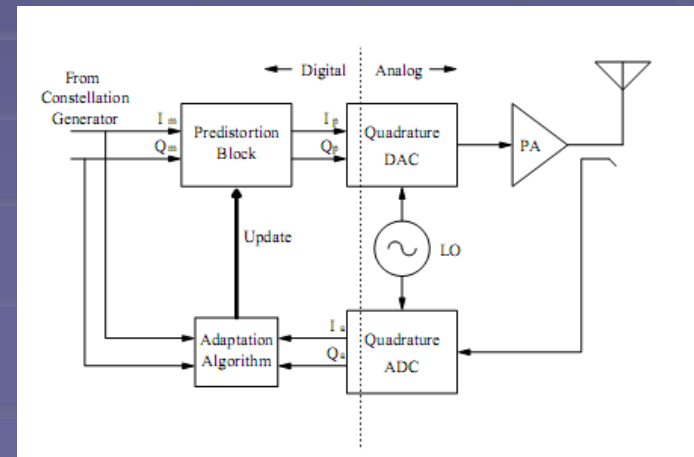 Digital Analog
From
Constellation
Generator
I m
Q m
Predistortion
Block
I p
Q p
Quadrature
DAC
PA
Update
LO
Adaptation
Algorithm
I a
Q a
Quadrature
ADC